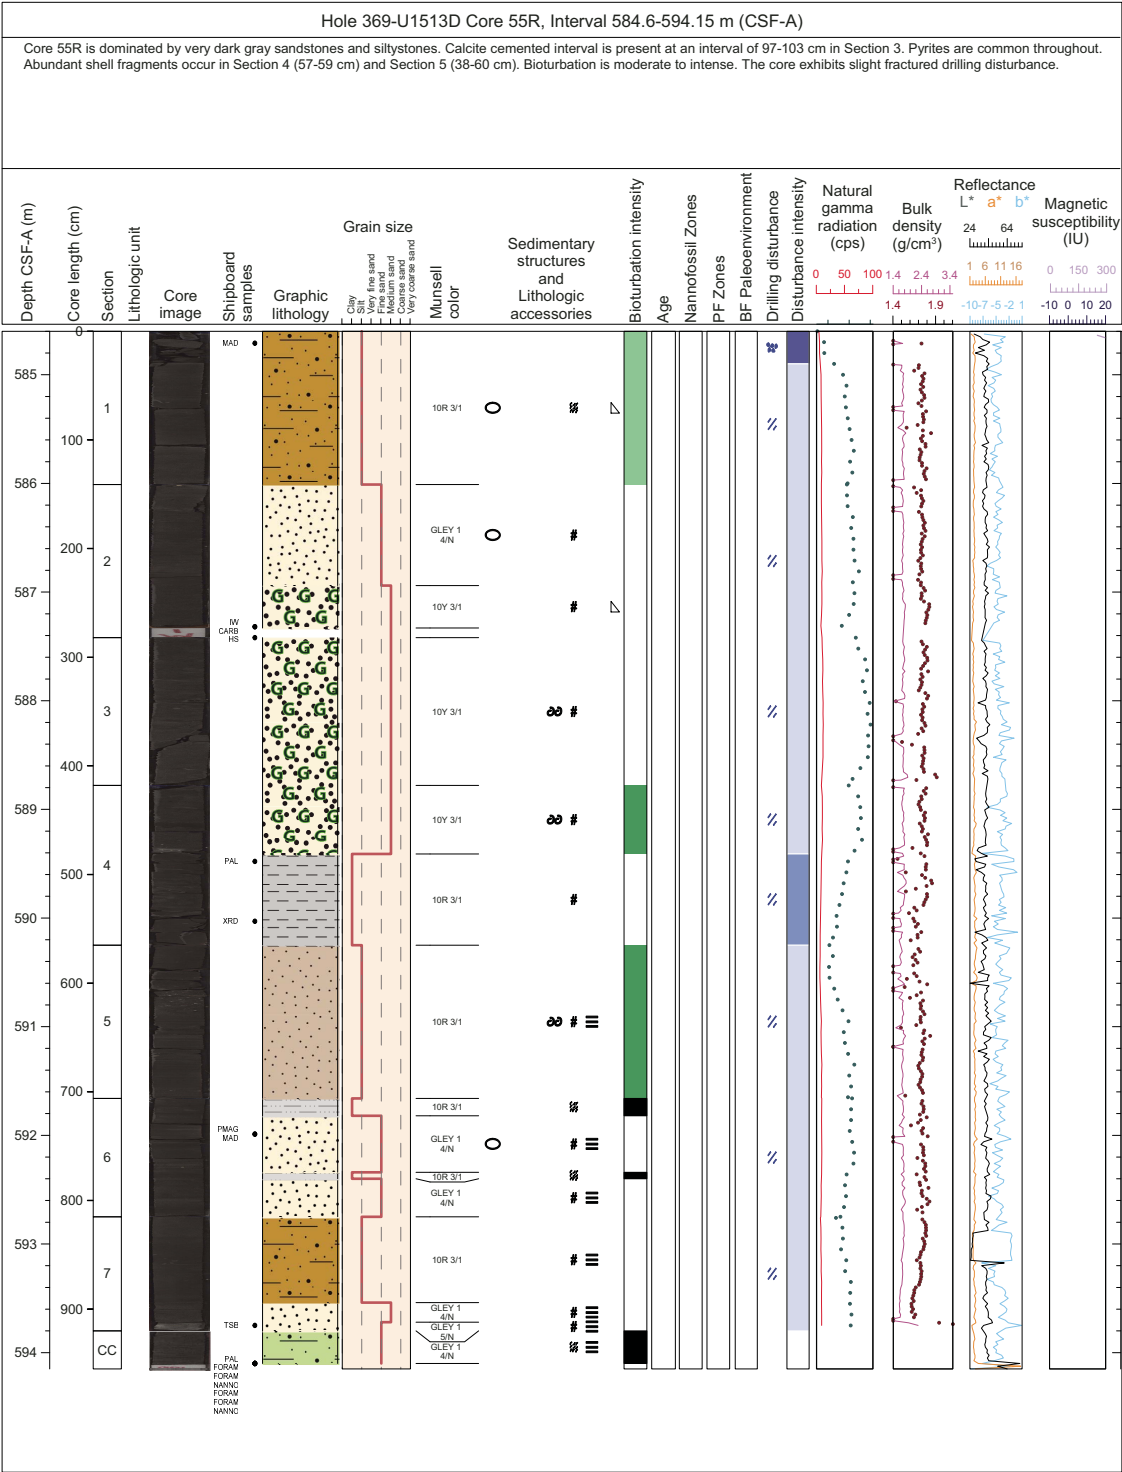 Hole 369-U1513D Core 55R, Interval 584.6-594.15 m (CSF-A)
Core 55R is dominated by very dark gray sandstones and siltystones. Calcite cemented interval is present at an interval of 97-103 cm in Section 3. Pyrites are common throughout.
Abundant shell fragments occur in Section 4 (57-59 cm) and Section 5 (38-60 cm). Bioturbation is moderate to intense. The core exhibits slight fractured drilling disturbance.
Depth CSF-A (m)
Core length (cm)
Section
Lithologic unit
Core
image
Shipboard
samples
Graphic
lithology
Grain size
Clay
Silt
Very fine sand
Fine sand
Medium sand
Coarse sand
Very coarse sand
Munsell
color
Sedimentary
structures
and
Lithologic
accessories
Bioturbation intensity
Age
Nannofossil Zones
PF Zones
BF Paleoenvironment
Drilling disturbance
Disturbance intensity
Natural
gamma
radiation
(cps)
0 50 100
Bulk
density
(g/cm³)
1.4 2.4 3.4
1.4 1.9
Reflectance
L* a* b*
24 64
1 6 11 16
-10-7 -5 -2 1
Magnetic
susceptibility
(IU)
0 150 300
-10 0 10 20
0
MAD
585
1
10R 3/1
100
586
GLEY 1
4/N
200
2
587
G G G
G G
10Y 3/1
IW
CARB
HS
300
G G G
G G
G G G
588
3
G G
10Y 3/1
G G G
G G
400
G G G
589
G G
G G G
10Y 3/1
G G
4
PAL
500
10R 3/1
590
XRD
600
591
5
10R 3/1
700
10R 3/1
592
PMAG
MAD
GLEY 1
4/N
6
10R 3/1
800
GLEY 1
4/N
593
7
10R 3/1
900
GLEY 1
4/N
TSB
GLEY 1
5/N
594
CC
GLEY 1
4/N
PAL
FORAM
FORAM
NANNO
FORAM
FORAM
NANNO